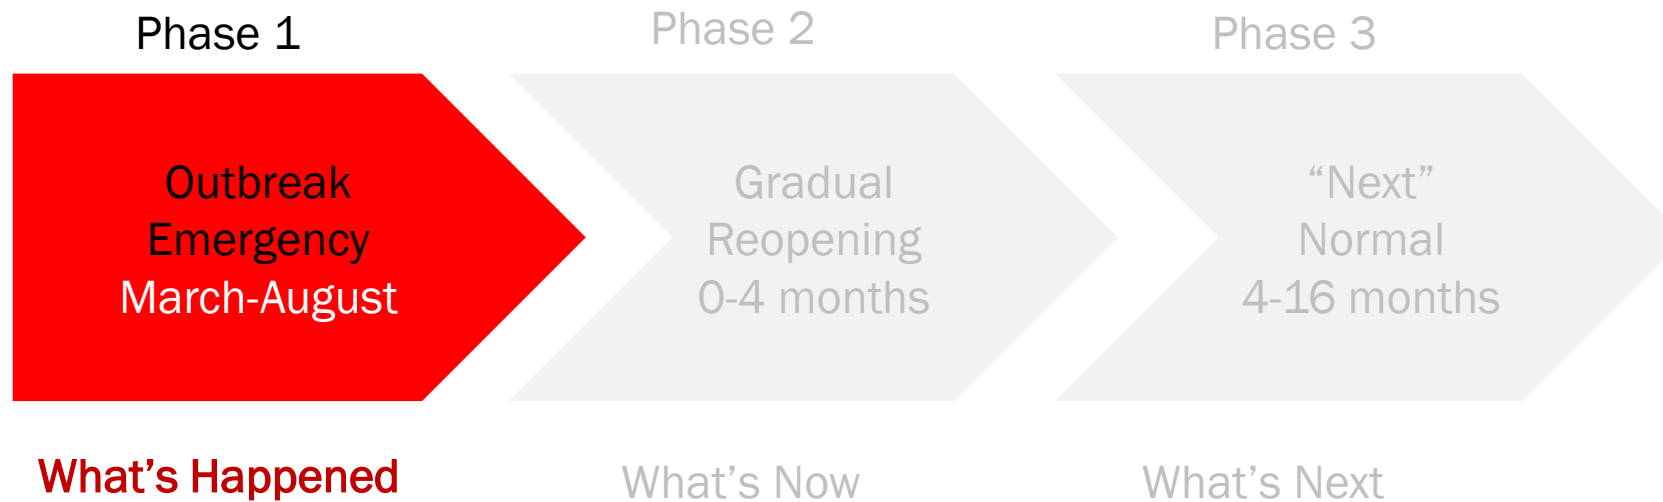 Phase 1
Phase 2
Phase 3
Outbreak
Emergency
March-August
Gradual
Reopening
0-4 months
“Next”
Normal
4-16 months
What’s Happened
What’s Now
What’s Next